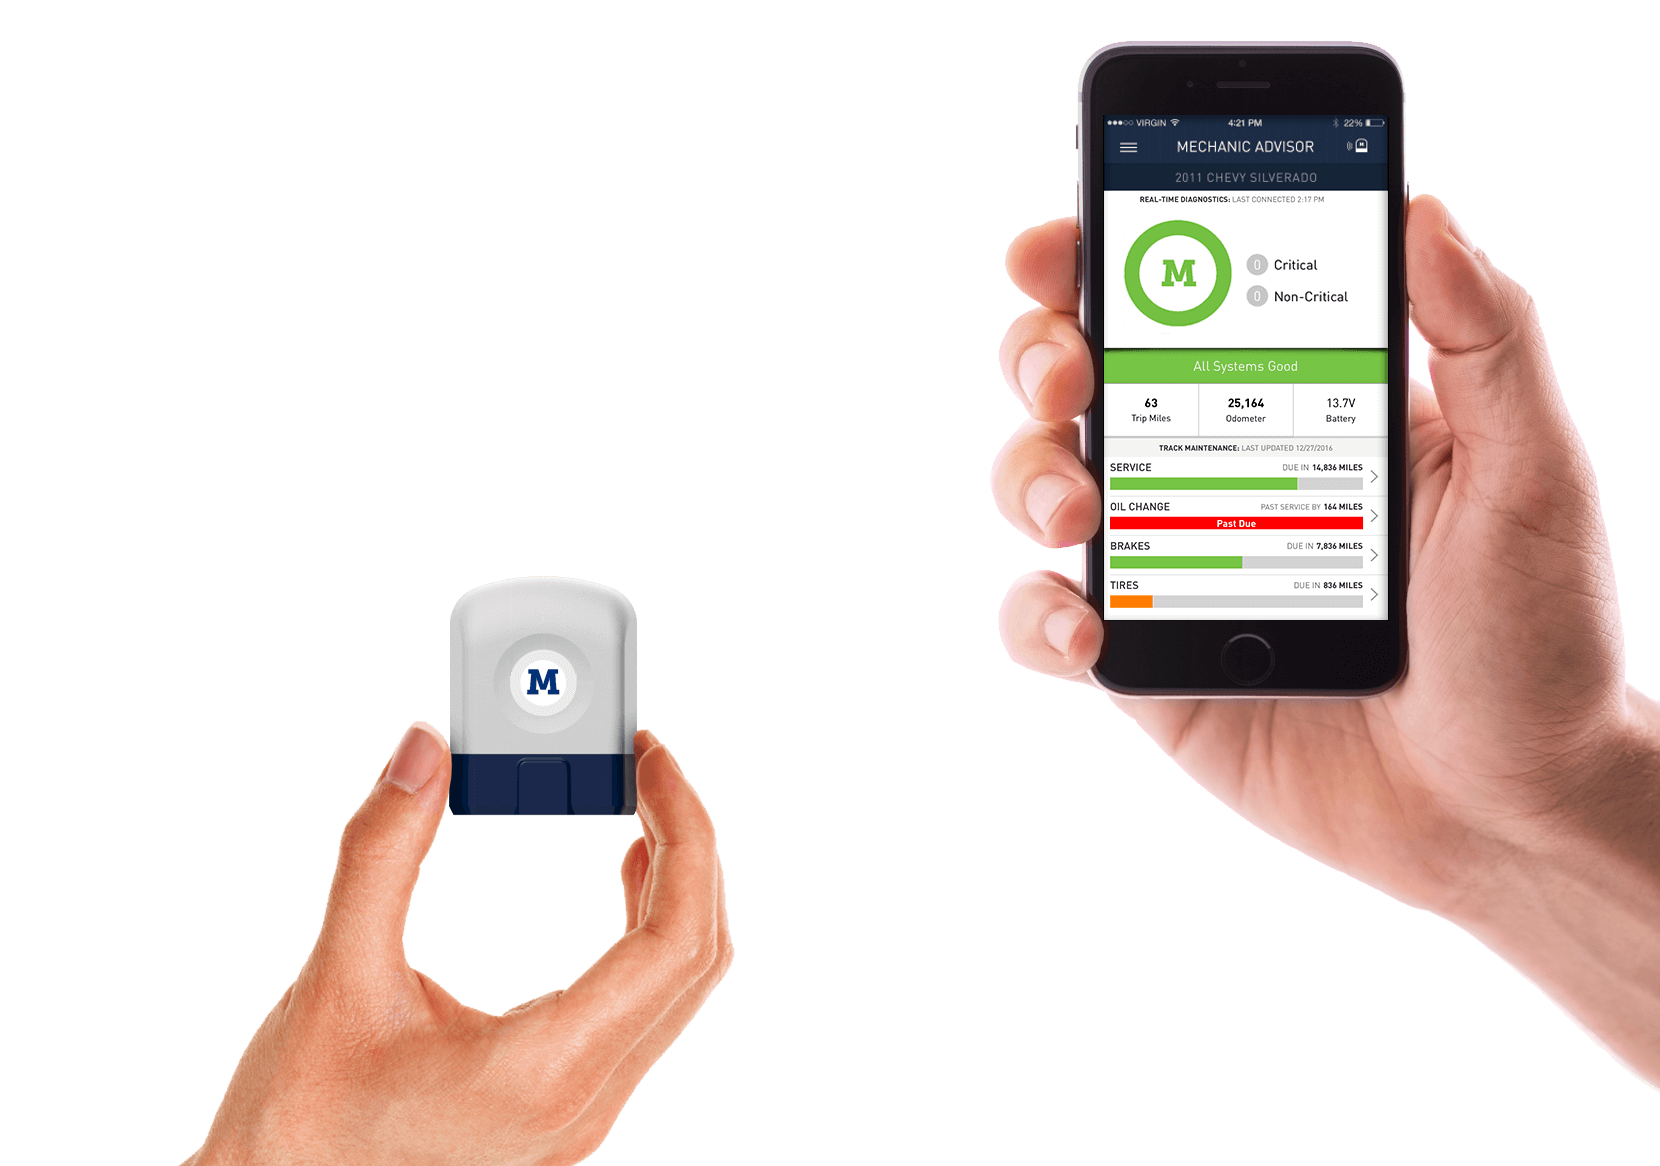 M
VIRGIN 4:21 PM 22%
MECHANIC ADVISOR
2011 CHEVY SILVERADO
REAL-TIME DIAGNOSTICS: LAST CONNECTED 2:17 PM
M
0 Critical
0 Non-Critical
All Systems Good
63 25,164 13.7V
Trip Miles Odometer Battery
TRACK MAINTENANCE: LAST UPDATED 12/27/2016
SERVICE DUE IN 14,836 MILES
OIL CHANGE PAST SERVICE BY 164 MILES
Past Due
BRAKES DUE IN 7,836 MILES
TIRES DUE IN 836 MILES